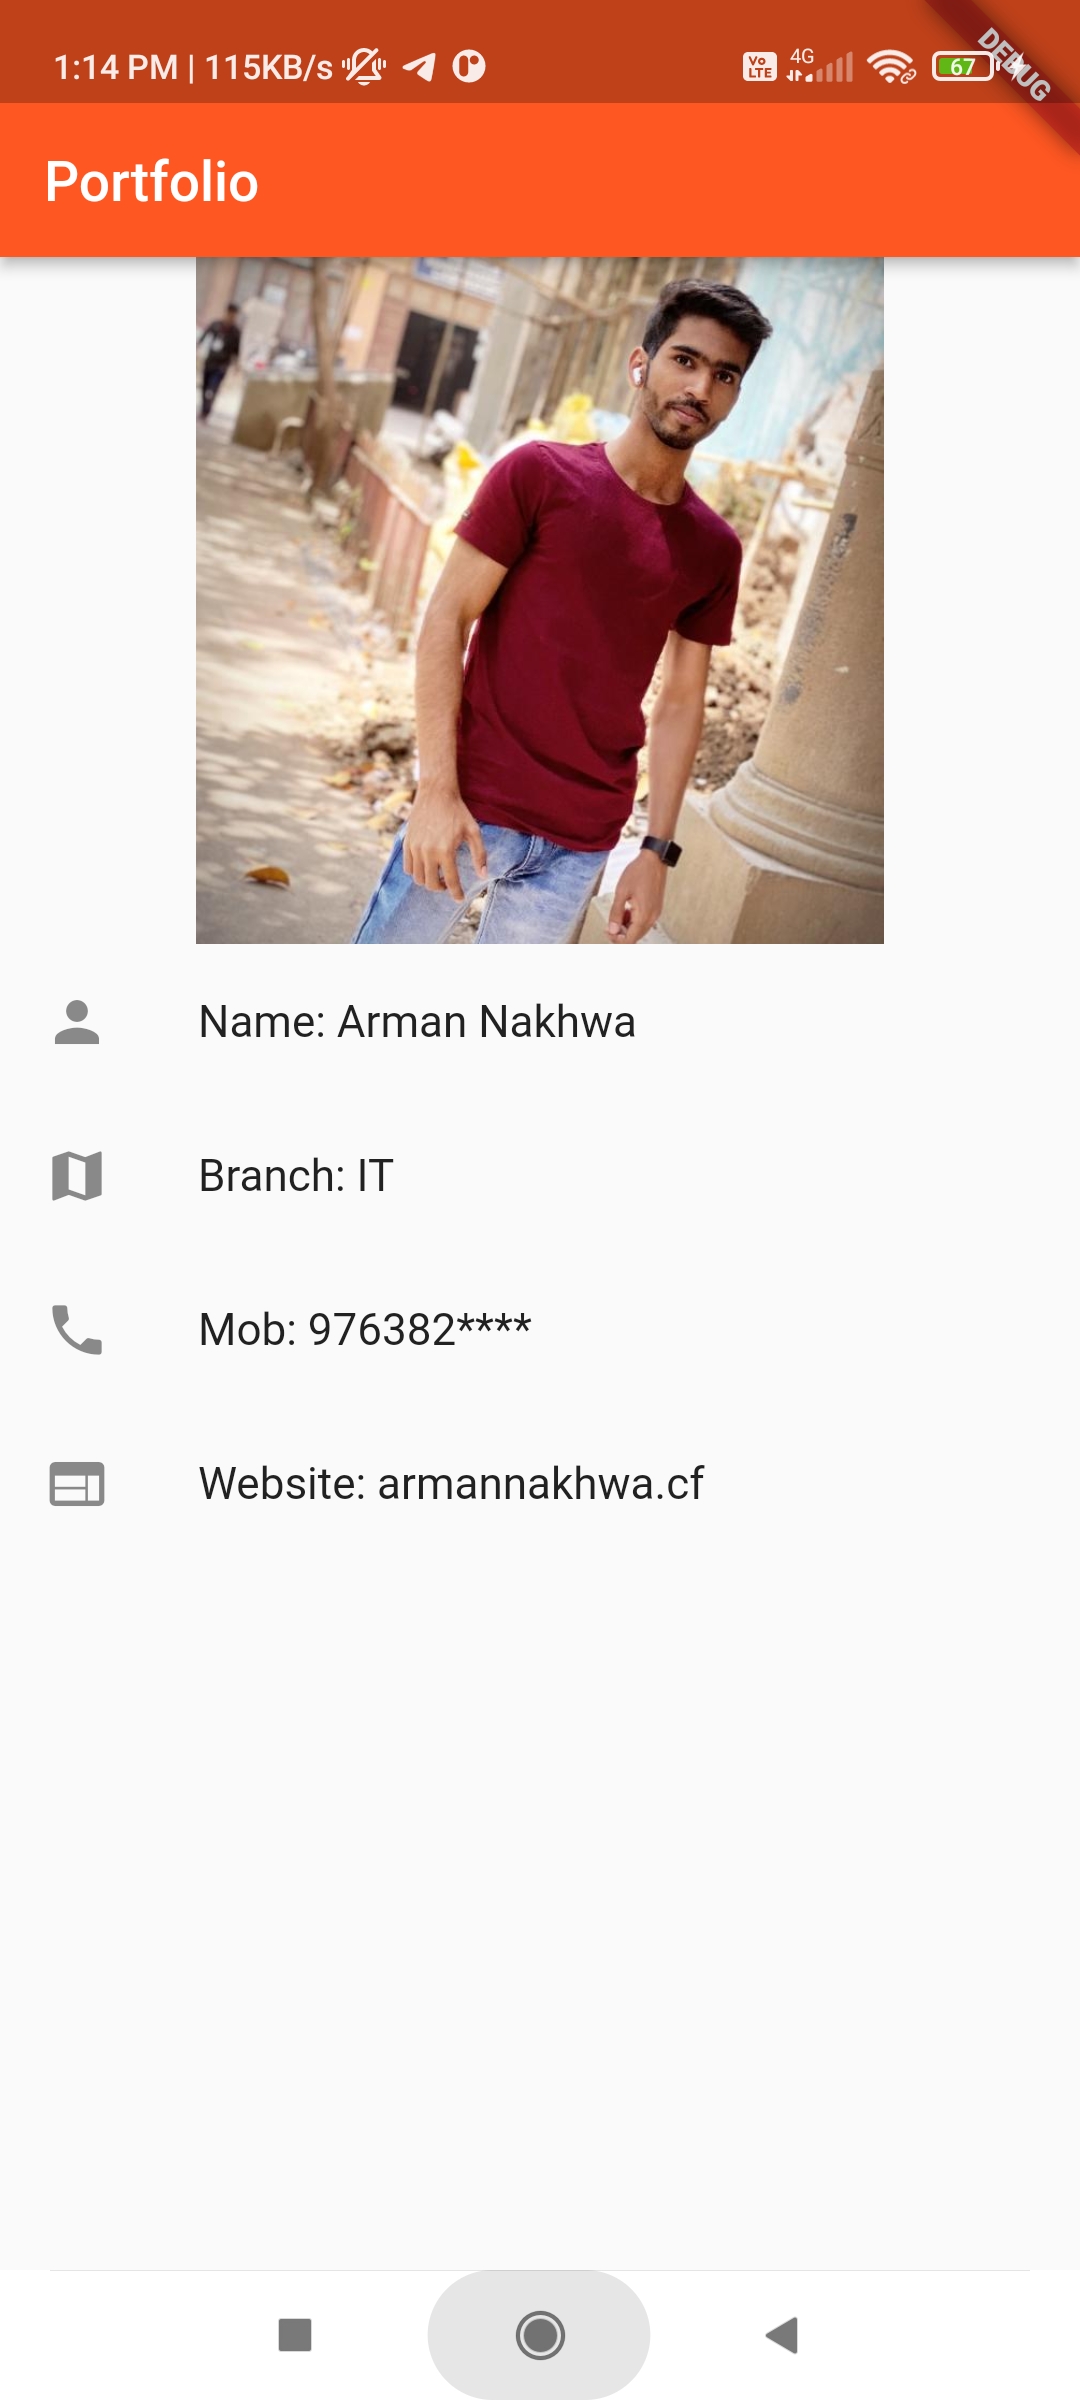 1:14 PM | 115KB/s
Vo LTE
4G
67
DEBUG
Portfolio
Name: Arman Nakhwa
Branch: IT
Mob: 976382****
Website: armannakhwa.cf